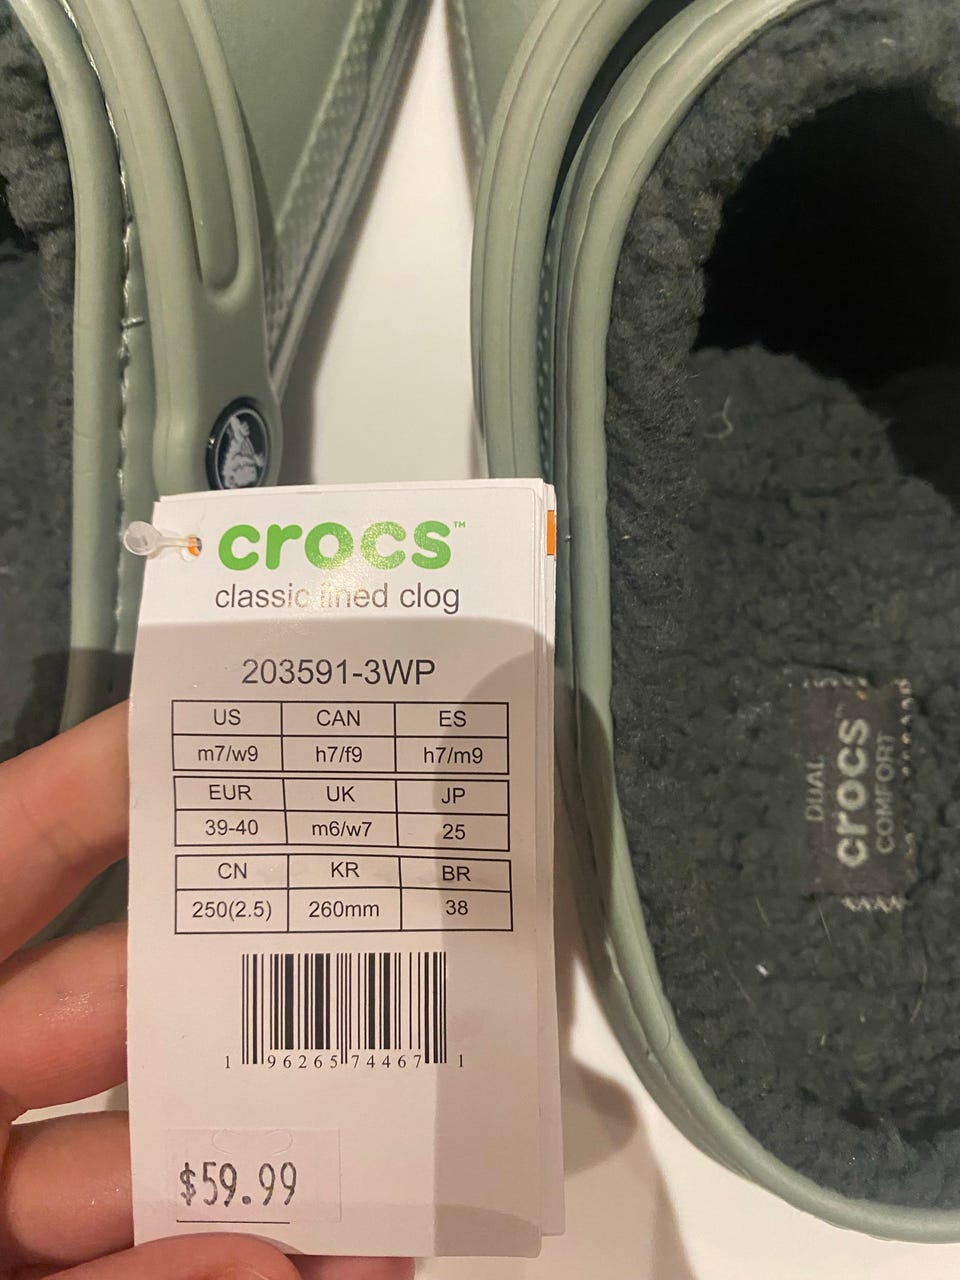 crocs™
classic lined clog
203591-3WP
US CAN ES
m7/w9 h7/f9 h7/m9
EUR UK JP
39-40 m6/w7 25
CN KR BR
250(2.5) 260mm 38
1 96265 74467 1
$59.99
DUAL
crocs™
COMFORT